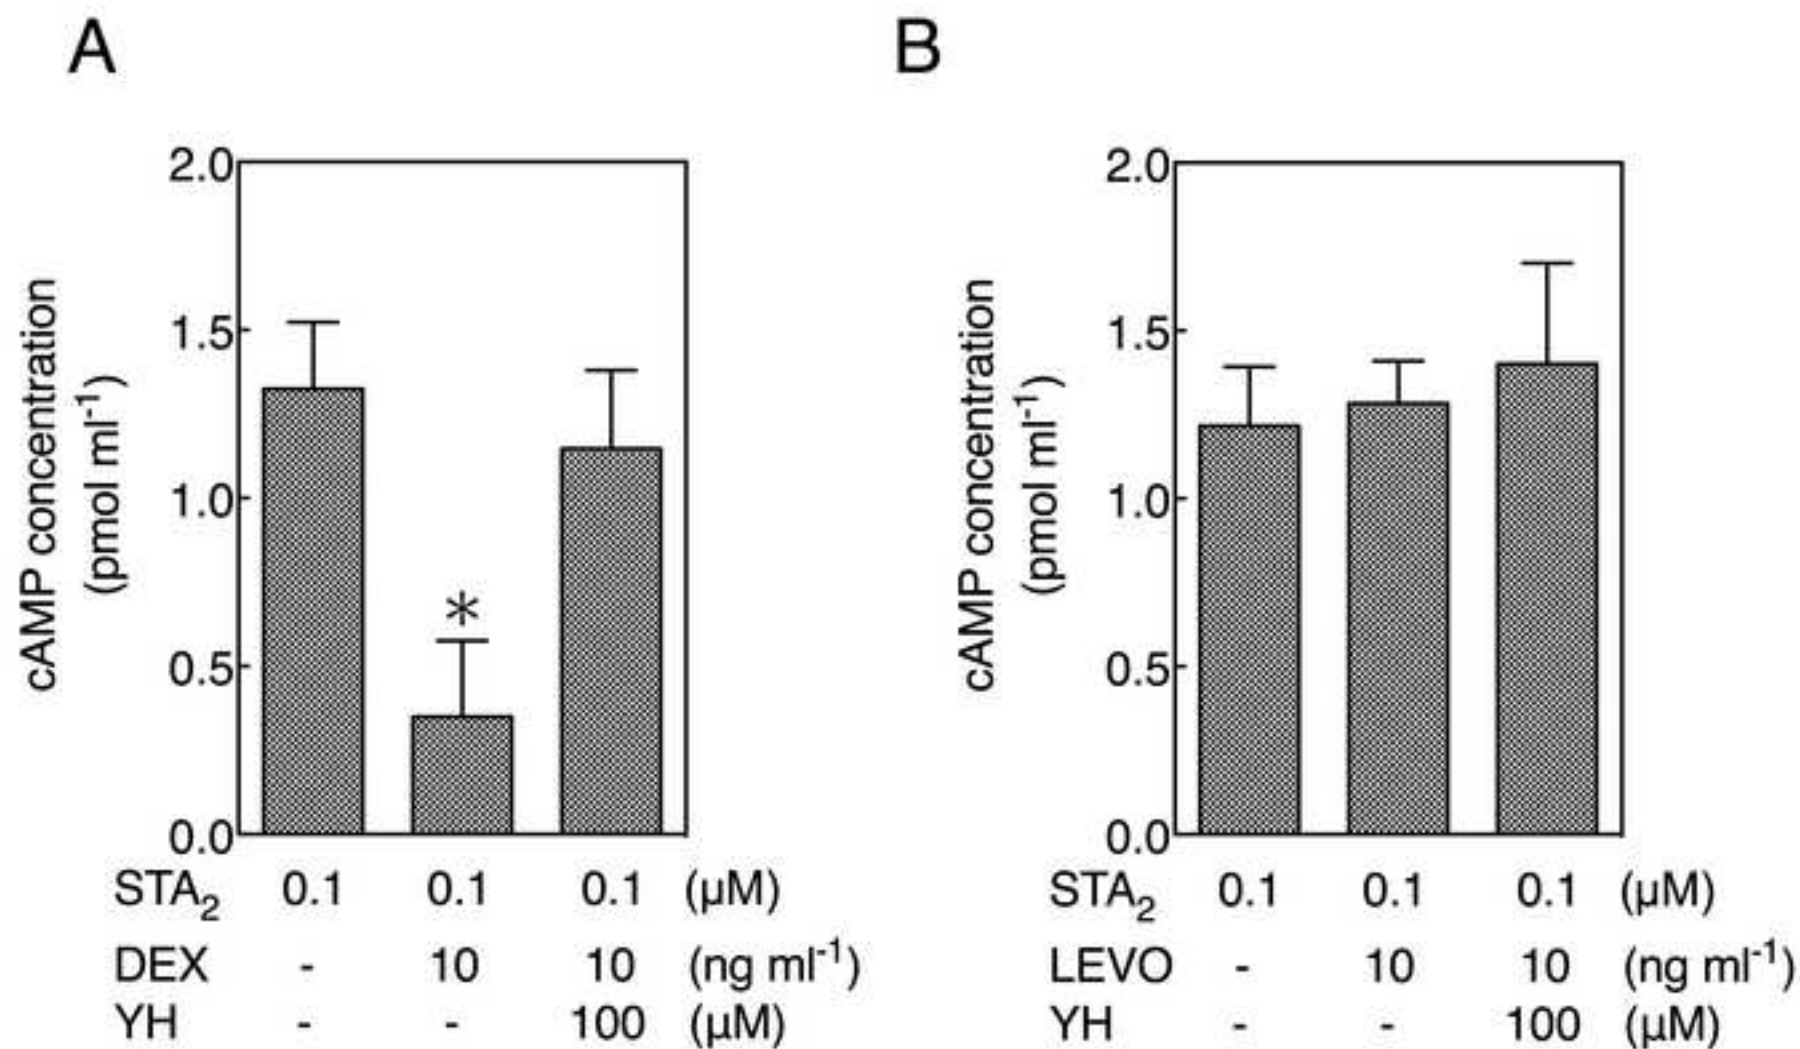 A
B
cAMP concentration
(pmol ml⁻¹)
2.0
1.5
1.0
0.5
0.0
STA₂ 0.1 0.1 0.1 (µM)
DEX - 10 10 (ng ml⁻¹)
YH - - 100 (µM)
cAMP concentration
(pmol ml⁻¹)
2.0
1.5
1.0
0.5
0.0
STA₂ 0.1 0.1 0.1 (µM)
LEVO - 10 10 (ng ml⁻¹)
YH - - 100 (µM)
*